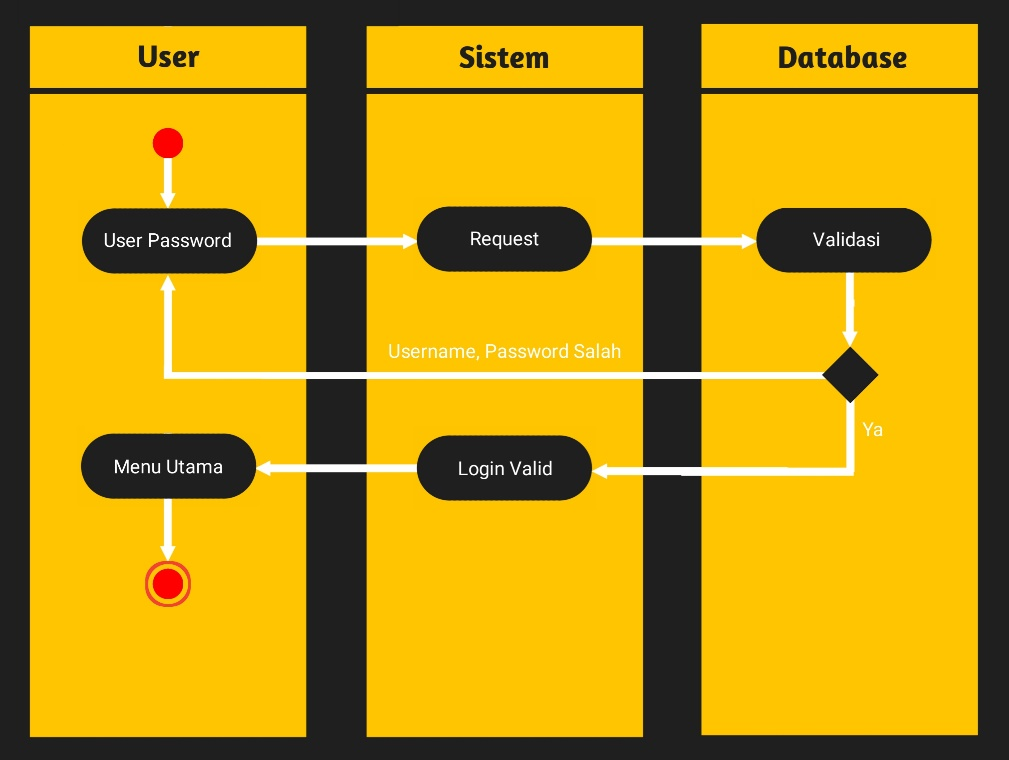 User
Sistem
Database
User Password
Request
Validasi
Username, Password Salah
Ya
Menu Utama
Login Valid